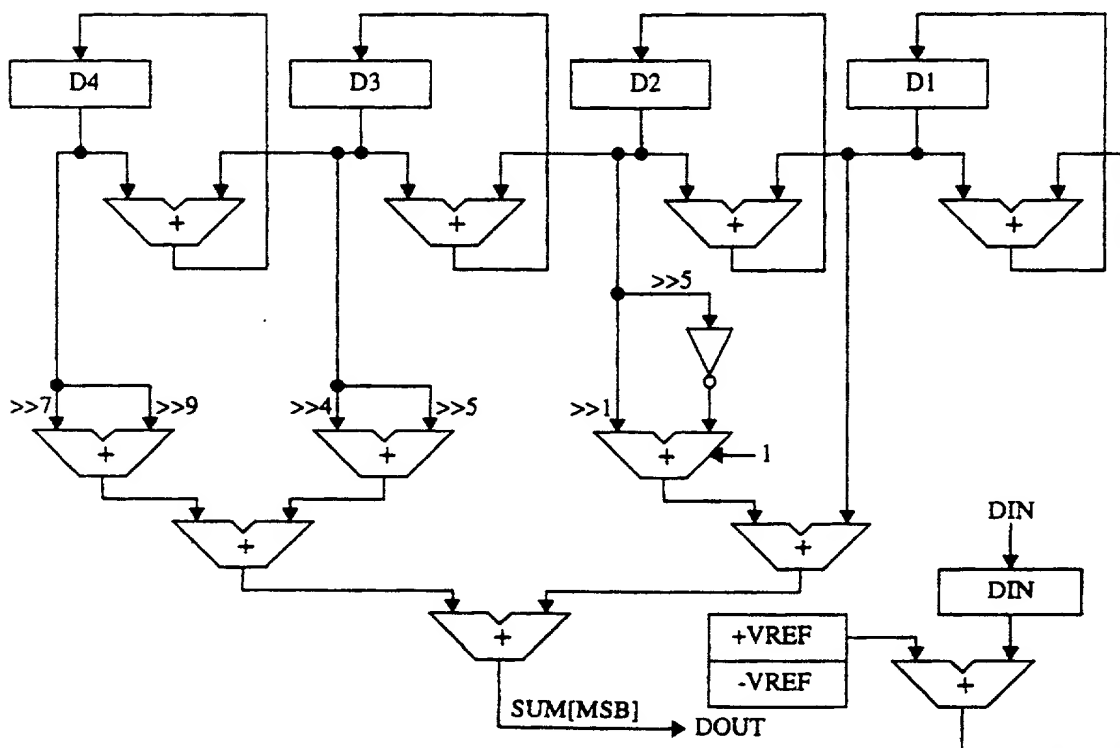 D4 D3 D2 D1
+ + + +
>>5
>>7 >>9 >>4 >>5 >>1
+ + + 1
DIN
+ +
DIN
+ +VREF
-VREF +
SUM[MSB] DOUT